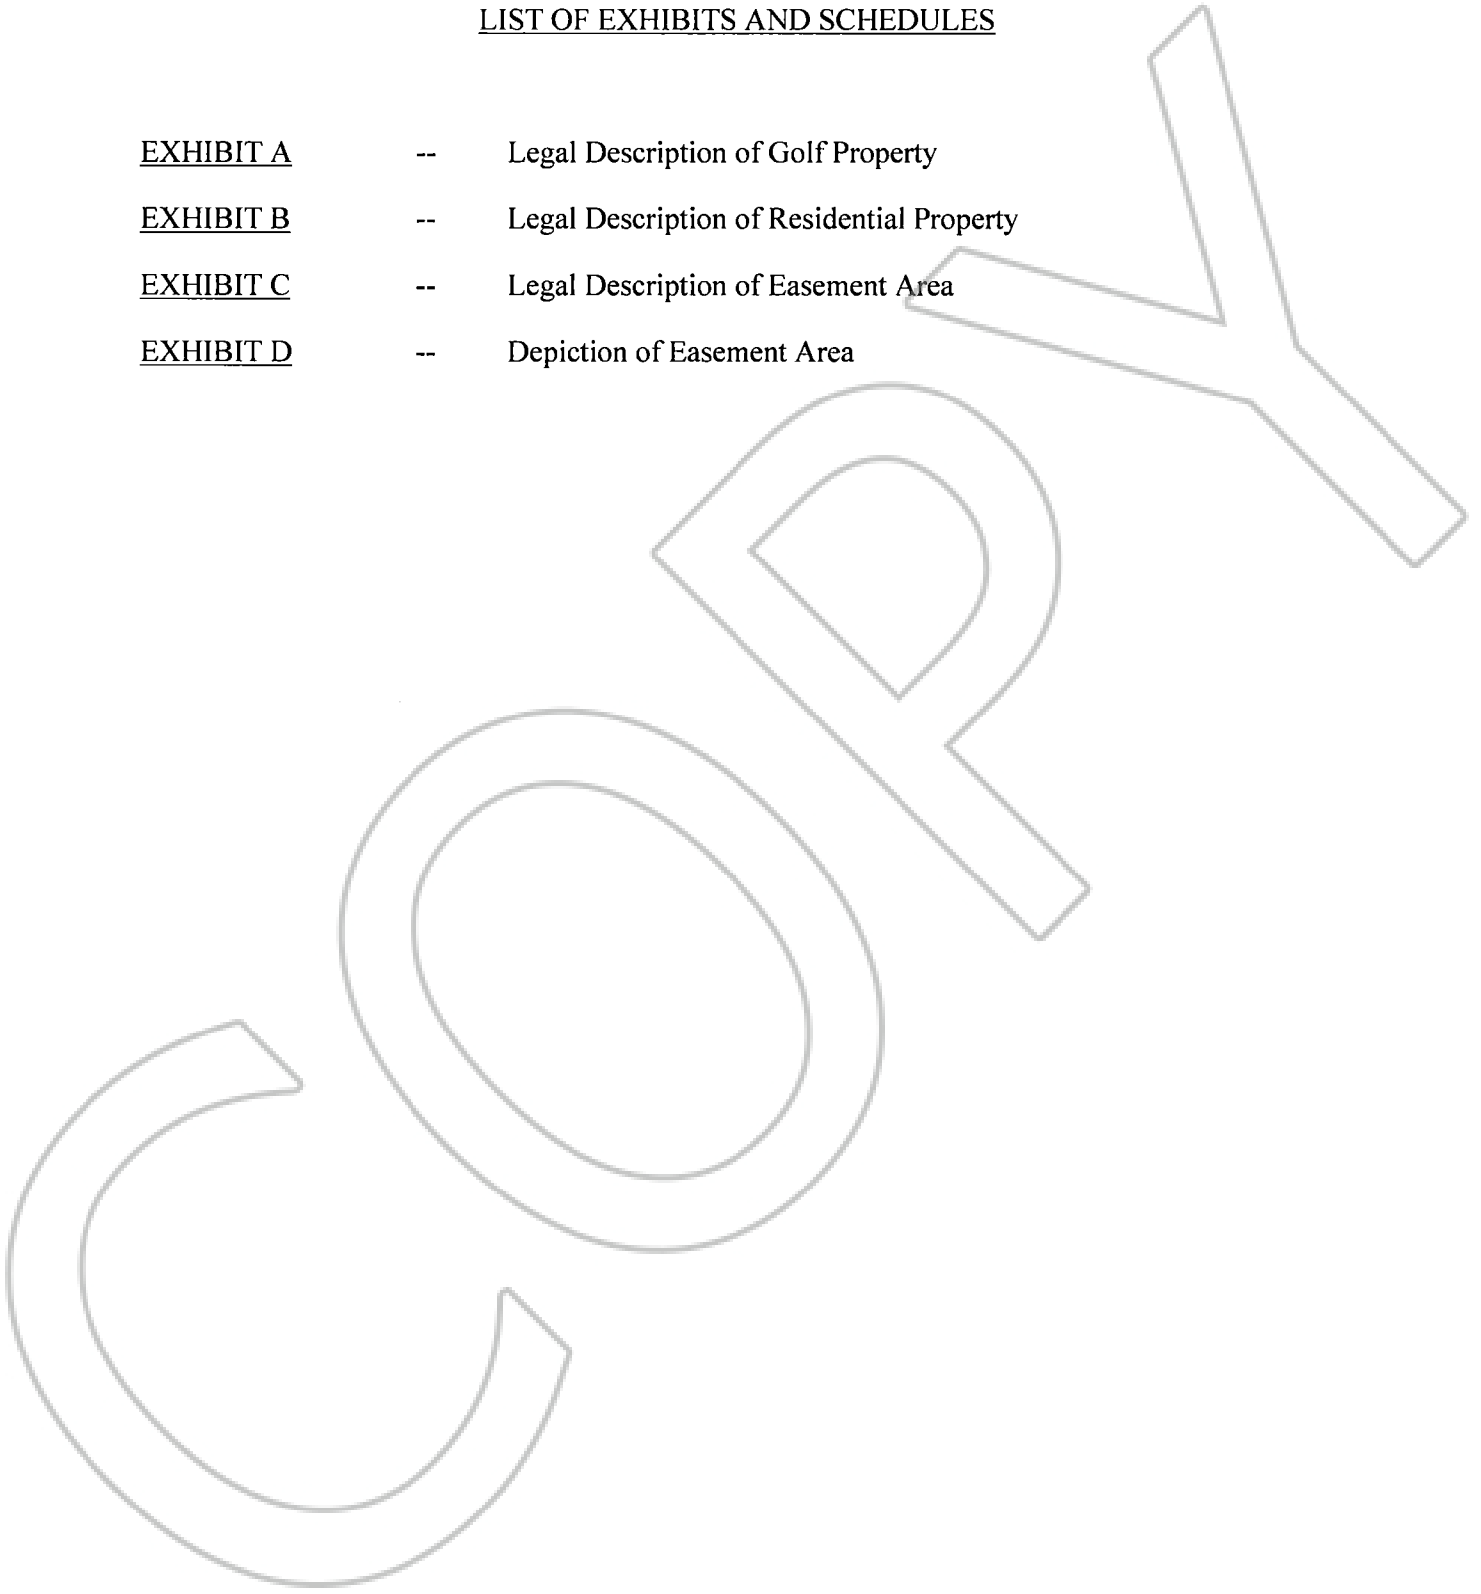 LIST OF EXHIBITS AND SCHEDULES
EXHIBIT A -- Legal Description of Golf Property
EXHIBIT B -- Legal Description of Residential Property
EXHIBIT C -- Legal Description of Easement Area
EXHIBIT D -- Depiction of Easement Area
COPY